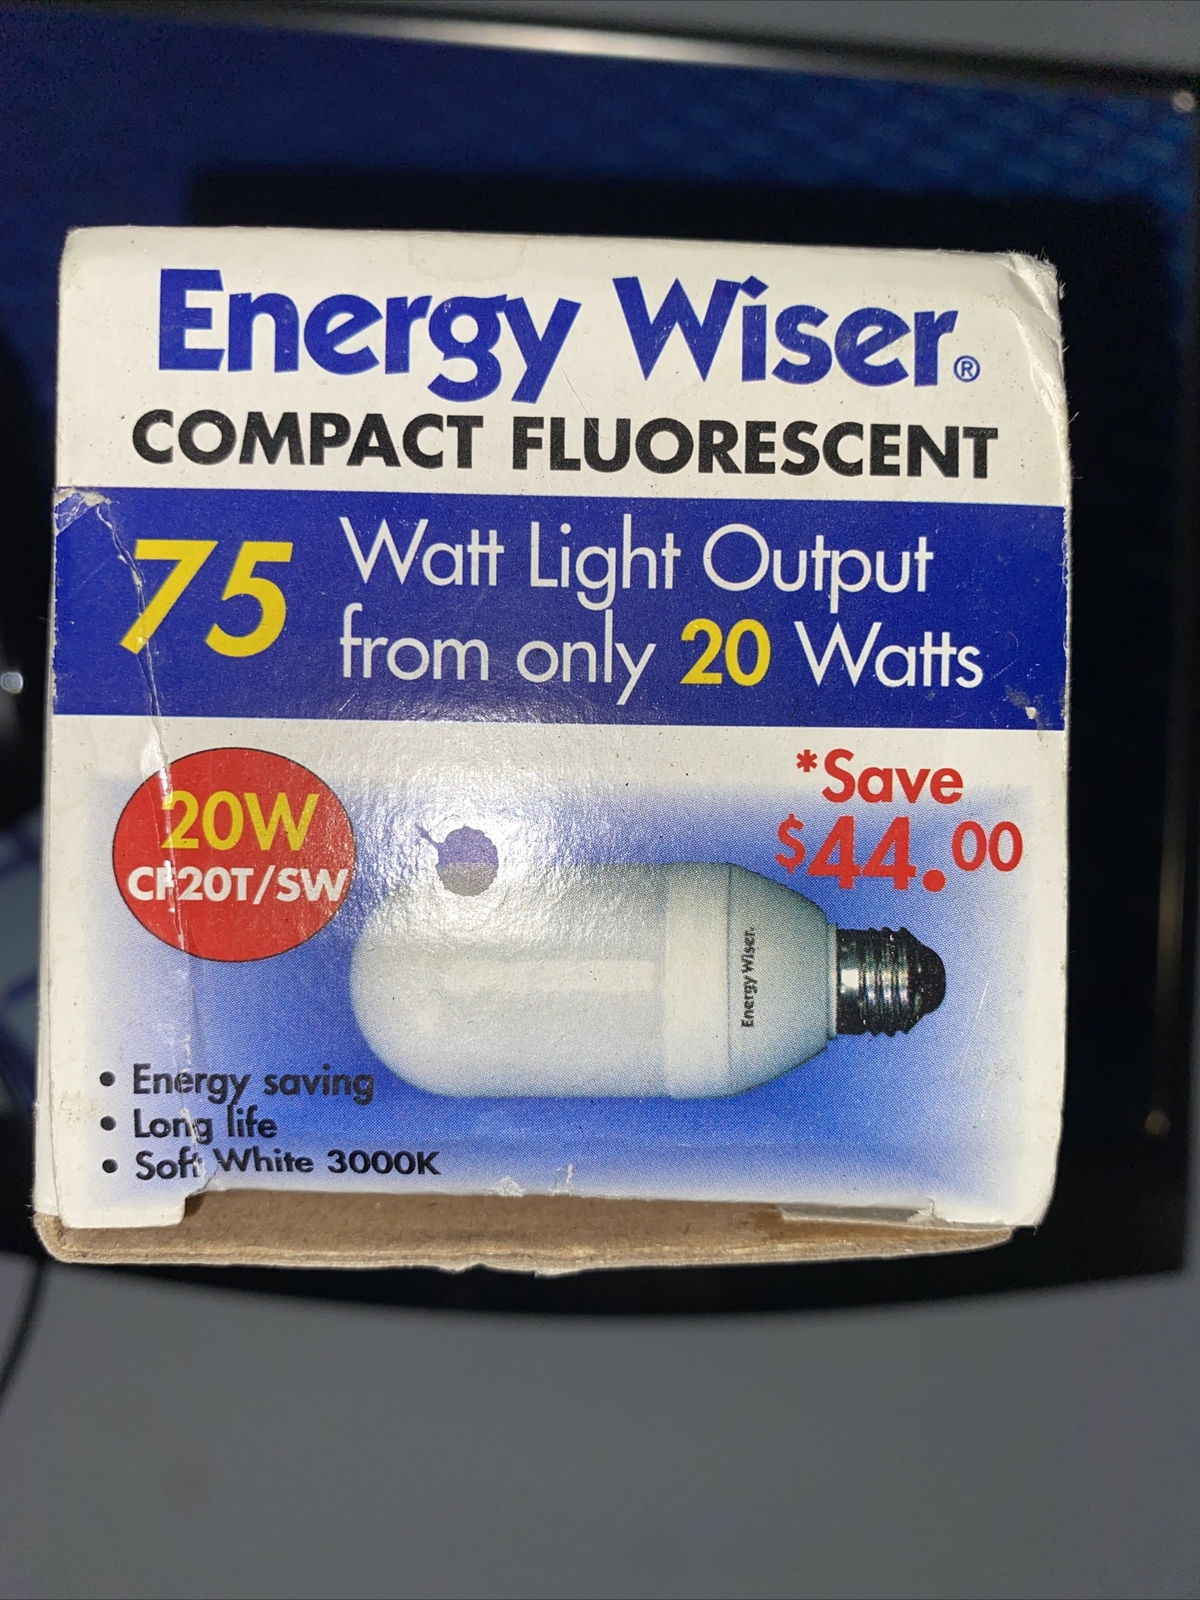 Energy Wiser®
COMPACT FLUORESCENT
75 Watt Light Output
from only 20 Watts
20W
CF20T/SW
*Save
$44.00
Energy Wiser.
• Energy saving
• Long life
• Soft White 3000K